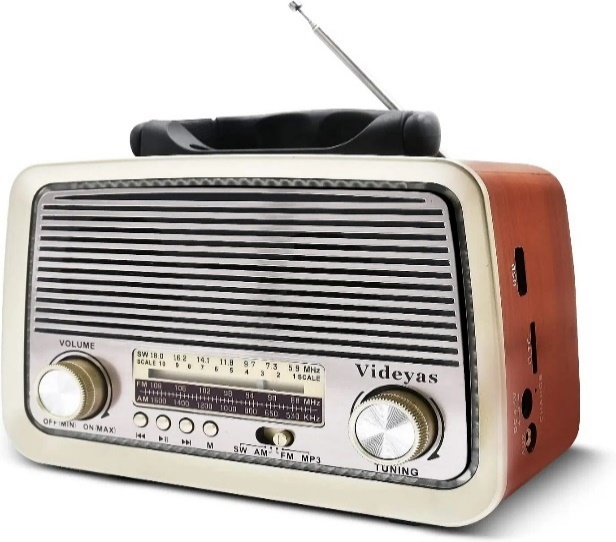 VOLUME
OFF(MIN) ON(MAX)
SW 18.0 16.2 14.1 11.8 9.7 7.3 5.9 MHz
SCALE 10 9 8 7 6 5 4 3 2 1 SCALE
FM 108 106 102 98 94 90 88 MHz
AM 1600 1400 1200 1000 800 650 530 KHz
Videyas
M
SW AM FM MP3
TUNING